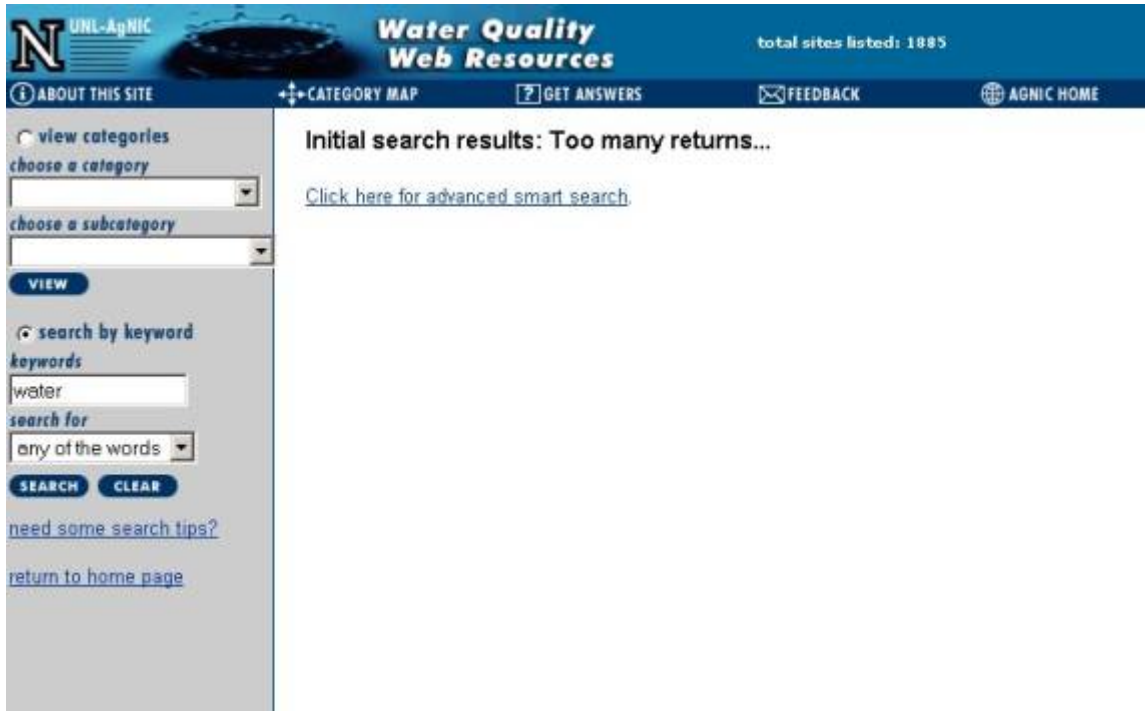 N UNL-AgNIC
Water Quality
Web Resources
total sites listed: 1885
ABOUT THIS SITE
CATEGORY MAP
? GET ANSWERS
FEEDBACK
AGNIC HOME
view categories
choose a category
choose a subcategory
VIEW
search by keyword
keywords
water
search for
any of the words
SEARCH CLEAR
need some search tips?
return to home page
Initial search results: Too many returns...
Click here for advanced smart search.